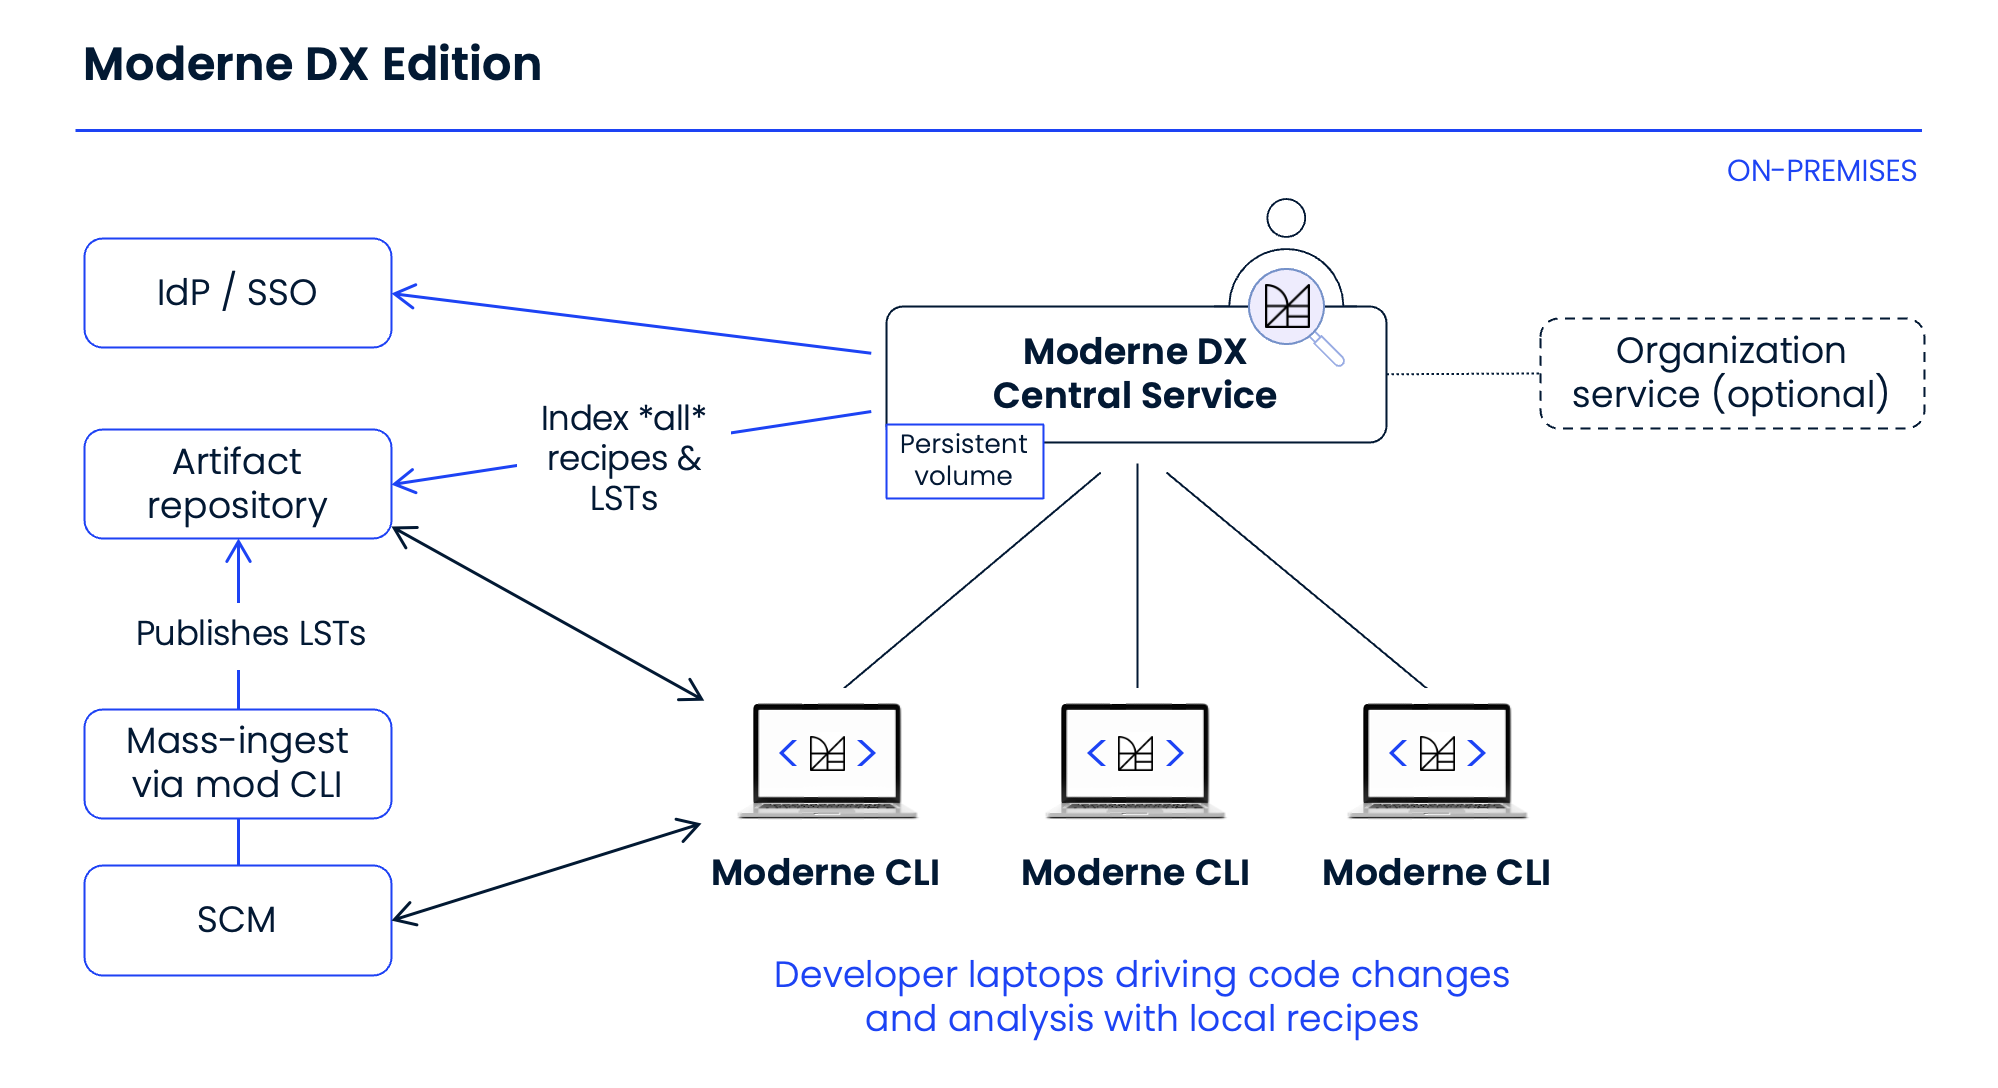 Moderne DX Edition
ON-PREMISES
IdP / SSO
Moderne DX
Central Service
Persistent
volume
Organization
service (optional)
Index *all*
recipes &
LSTs
Artifact
repository
Publishes LSTs
Mass-ingest
via mod CLI
SCM
< >
< >
< >
Moderne CLI
Moderne CLI
Moderne CLI
Developer laptops driving code changes
and analysis with local recipes